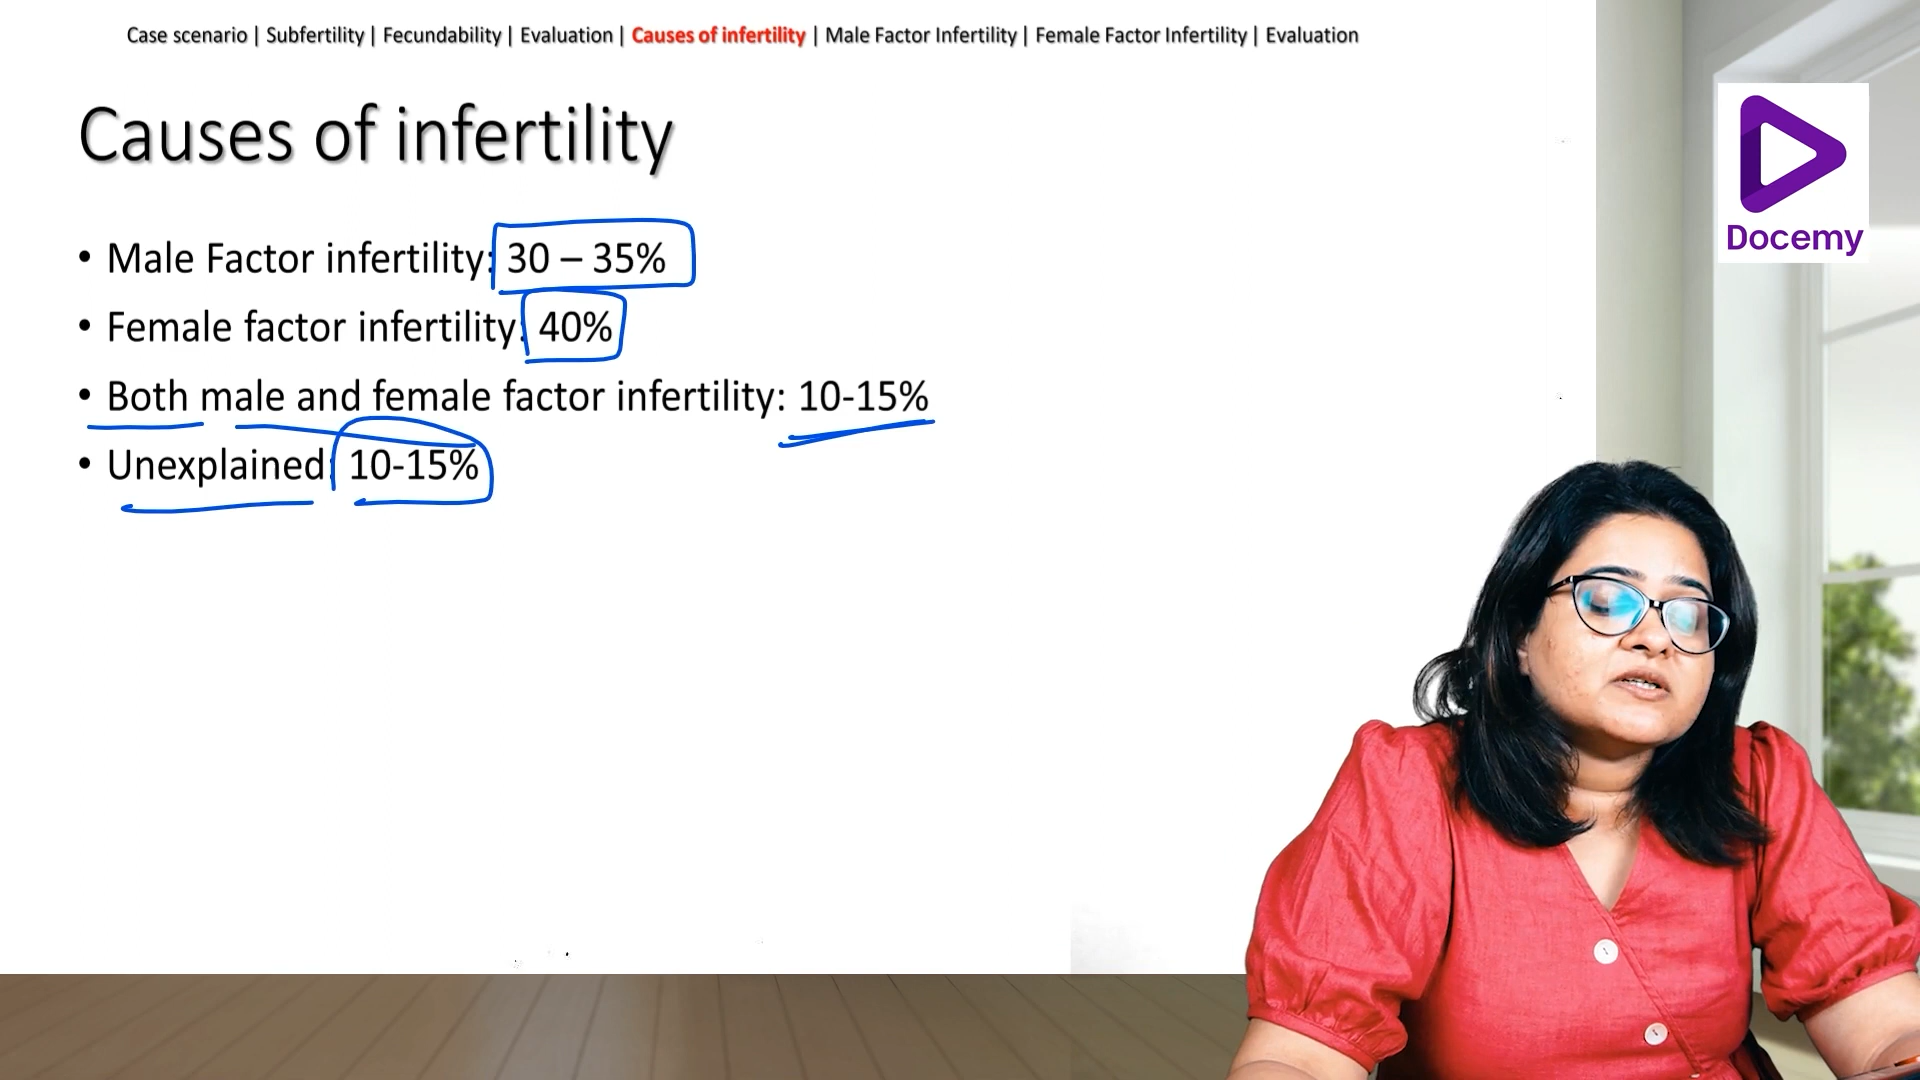 Case scenario | Subfertility | Fecundability | Evaluation | Causes of infertility | Male Factor Infertility | Female Factor Infertility | Evaluation
Causes of infertility
• Male Factor infertility: 30 – 35%
• Female factor infertility: 40%
• Both male and female factor infertility: 10-15%
• Unexplained: 10-15%
Docemy